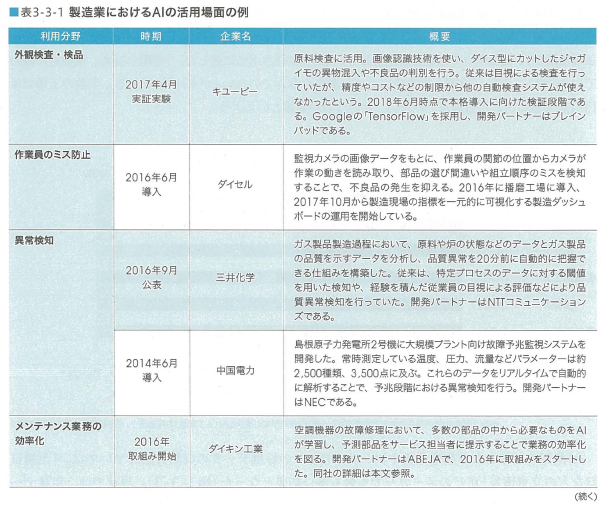 ■表3-3-1 製造業におけるAIの活用場面の例
利用分野 時期 企業名 概要
外観検査・検品
2017年4月
実証実験
キユーピー
原料検査に活用。画像認識技術を使い、ダイス型にカットしたジャガ
イモの異物混入や不良品の判別を行う。従来は目視による検査を行っ
ていたが、精度やコストなどの制限から他の自動検査システムが使え
なかったという。2018年6月時点で本格導入に向けた検証段階であ
る。Googleの「TensorFlow」を採用し、開発パートナーはブレイン
パッドである。
作業員のミス防止
2016年6月
導入
ダイセル
監視カメラの画像データをもとに、作業員の関節の位置からカメラが
作業の動きを読み取り、部品の選び間違いや組立順序のミスを検
知することで、不良品の発生を抑える。2016年に播磨工場に導入、
2017年10月から製造現場の指標を一元的に可視化する製造ダッシュ
ボードの運用を開始している。
異常検知
2016年9月
公表
三井化学
ガス製品製造過程において、原料や炉の状態などのデータとガス製品
の品質を示すデータを分析し、品質異常を20分前に自動的に把握で
きる仕組みを構築した。従来は、特定プロセスのデータに対する閾値
を用いた検知や、経験を積んだ従業員の目視による評価などにより品
質異常検知を行っていた。開発パートナーはNTTコミュニケーション
ズである。
2014年6月
導入
中国電力
島根原子力発電所2号機に大規模プラント向け故障予兆監視システムを
開発した。常時測定している温度、圧力、流量などパラメーターは約
2,500種類、3,500点に及ぶ。これらのデータをリアルタイムで自動的
に解析することで、予兆段階における異常検知を行う。開発パートナー
はNECである。
メンテナンス業務の
効率化
2016年
取組み開始
ダイキン工業
空調機器の故障修理において、多数の部品の中から必要なものをAI
が学習し、予測部品をサービス担当者に提示することで業務の効率化
を図る。開発パートナーはABEJAで、2016年に取組みをスタートし
た。同社の詳細は本文参照。
(続く)